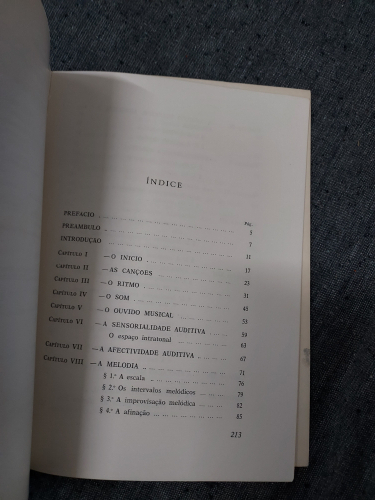 ÍNDICE
PÁG.
PREFÁCIO 3
PREÂMBULO 7
INTRODUÇÃO 11
CAPÍTULO I — O INÍCIO 17
CAPÍTULO II — AS CANÇÕES 23
CAPÍTULO III — O RITMO 31
CAPÍTULO IV — O SOM 45
CAPÍTULO V — O OUVIDO MUSICAL 53
CAPÍTULO VI — A SENSORIALIDADE AUDITIVA 59
O espaço intratonal 63
CAPÍTULO VII — A AFECTIVIDADE AUDITIVA 67
CAPÍTULO VIII — A MELODIA 71
§ 1.º A escala 76
§ 2.º Os intervalos melódicos 79
§ 3.ª A improvisação melódica 82
§ 4.ª A afinação 85
213